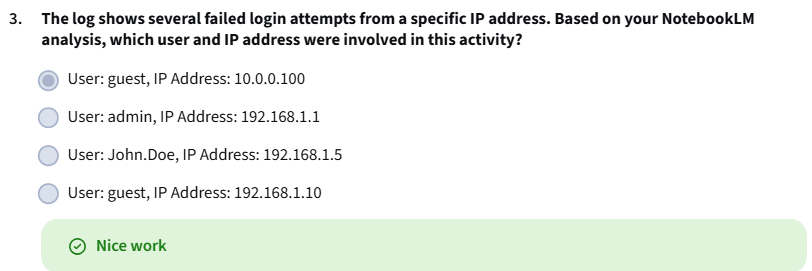 3. The log shows several failed login attempts from a specific IP address. Based on your NotebookLM
analysis, which user and IP address were involved in this activity?
User: guest, IP Address: 10.0.0.100
User: admin, IP Address: 192.168.1.1
User: John.Doe, IP Address: 192.168.1.5
User: guest, IP Address: 192.168.1.10
Nice work